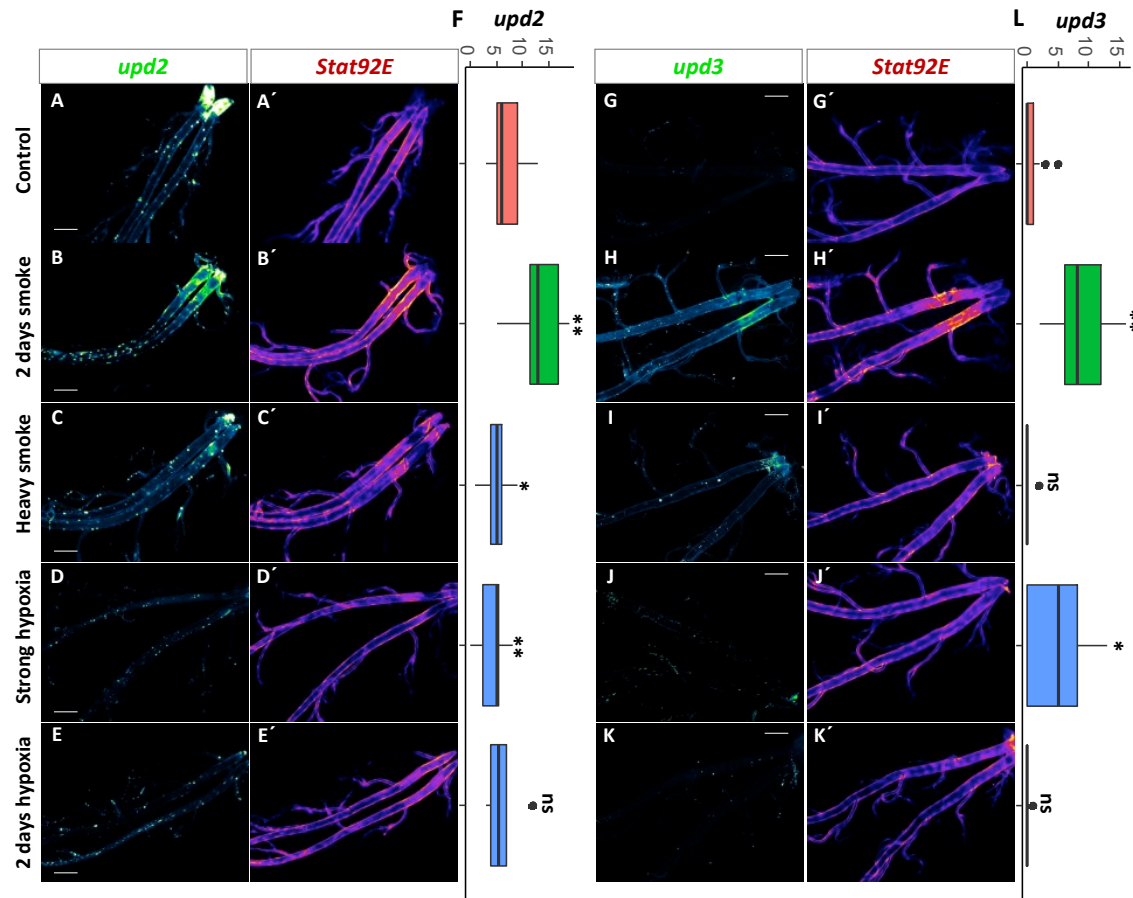 F upd2
L upd3
0 5 10 15
0 5 10 15
upd2 Stat92E upd3 Stat92E
Control
A A´ G G´
2 days smoke
B B´ H H´
**
**
Heavy smoke
C C´ I I´
*
ns
Strong hypoxia
D D´ J J´
**
*
2 days hypoxia
E E´ K K´
ns
ns